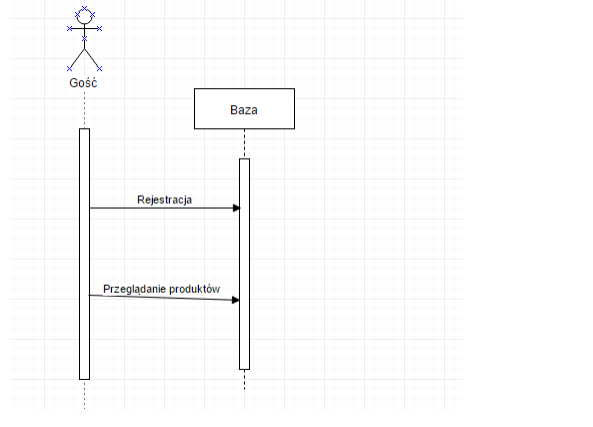 Gość
Baza
Rejestracja
Przeglądanie produktów